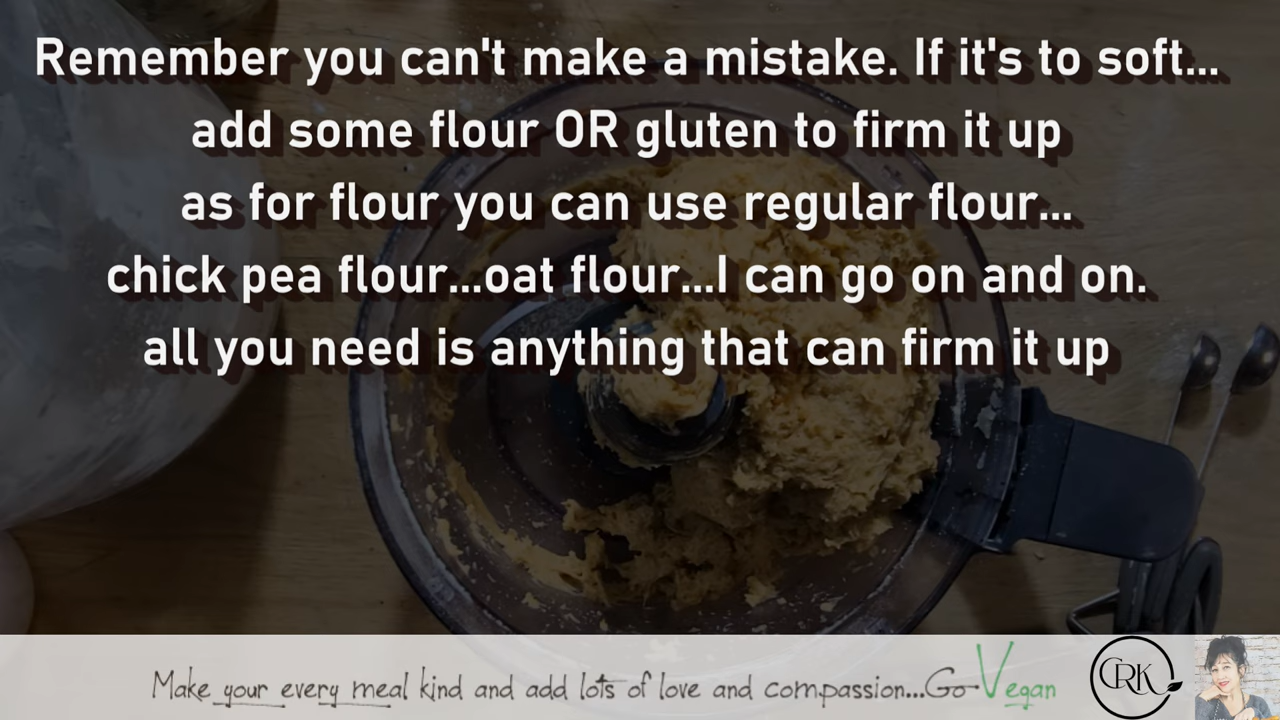 Remember you can't make a mistake. If it's to soft...
add some flour OR gluten to firm it up
as for flour you can use regular flour...
chick pea flour...oat flour...I can go on and on.
all you need is anything that can firm it up
Make your every meal kind and add lots of love and compassion...Go Vegan
CRK